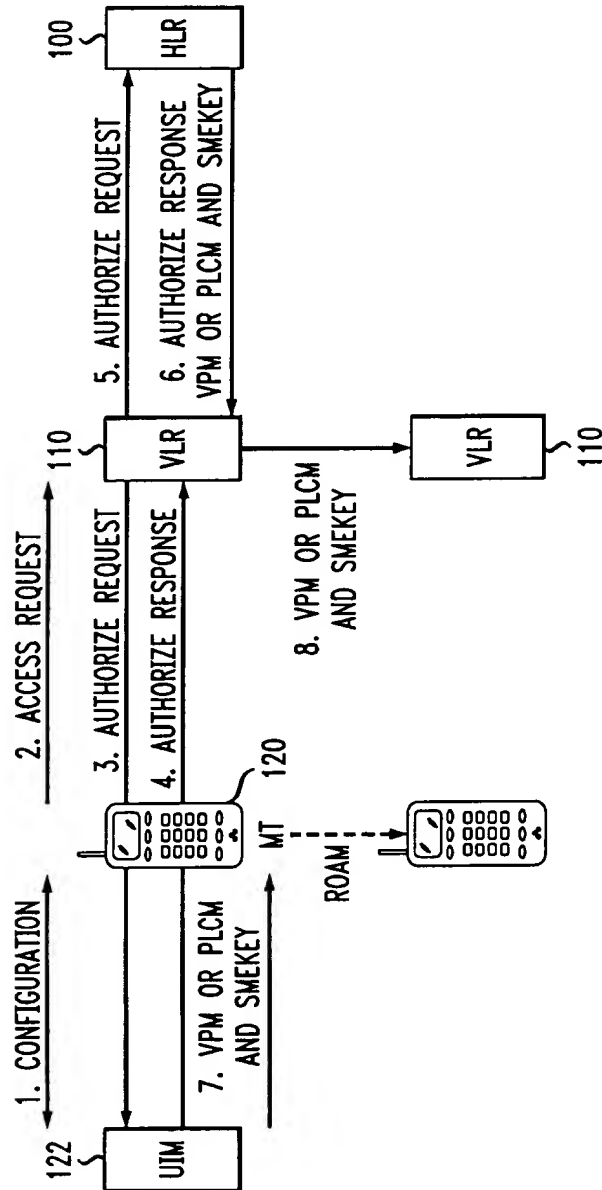 122
UIM
1. CONFIGURATION
7. VPM OR PLCM
AND SMEKEY
120
MT
ROAM
2. ACCESS REQUEST
3. AUTHORIZE REQUEST
4. AUTHORIZE RESPONSE
110
VLR
8. VPM OR PLCM
AND SMEKEY
VLR
110
5. AUTHORIZE REQUEST
6. AUTHORIZE RESPONSE
VPM OR PLCM AND SMEKEY
100
HLR